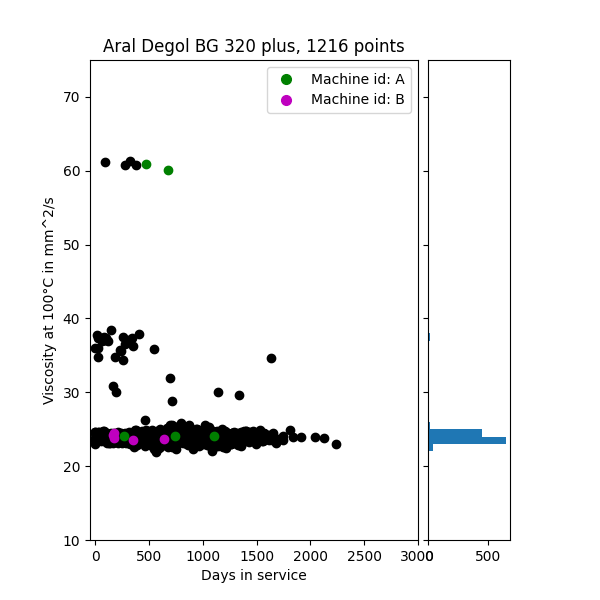 Aral Degol BG 320 plus, 1216 points
Machine id: A
Machine id: B
Viscosity at 100°C in mm^2/s
70
60
50
40
30
20
10
0 500 1000 1500 2000 2500 3000
0 500
Days in service